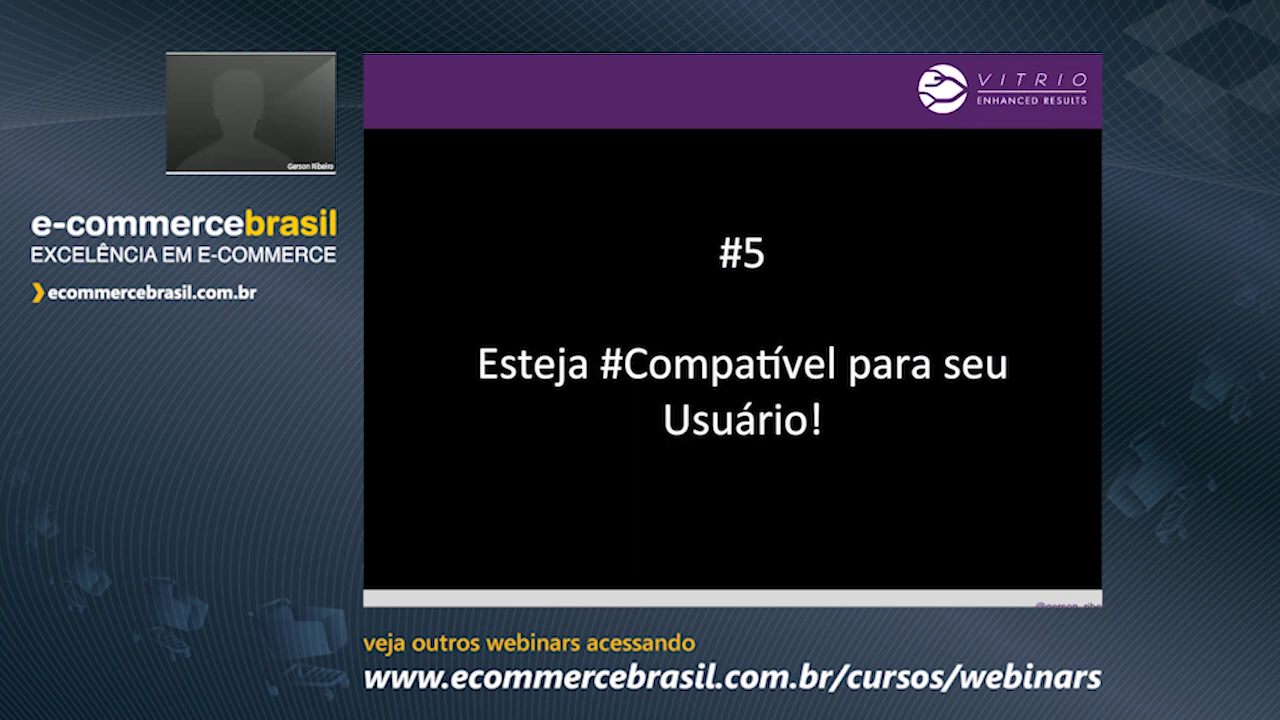 Gerson Ribeiro
e-commercebrasil
EXCELÊNCIA EM E-COMMERCE
ecommercebrasil.com.br
VITRIO
ENHANCED RESULTS
#5
Esteja #Compatível para seu
Usuário!
veja outros webinars acessando
www.ecommercebrasil.com.br/cursos/webinars